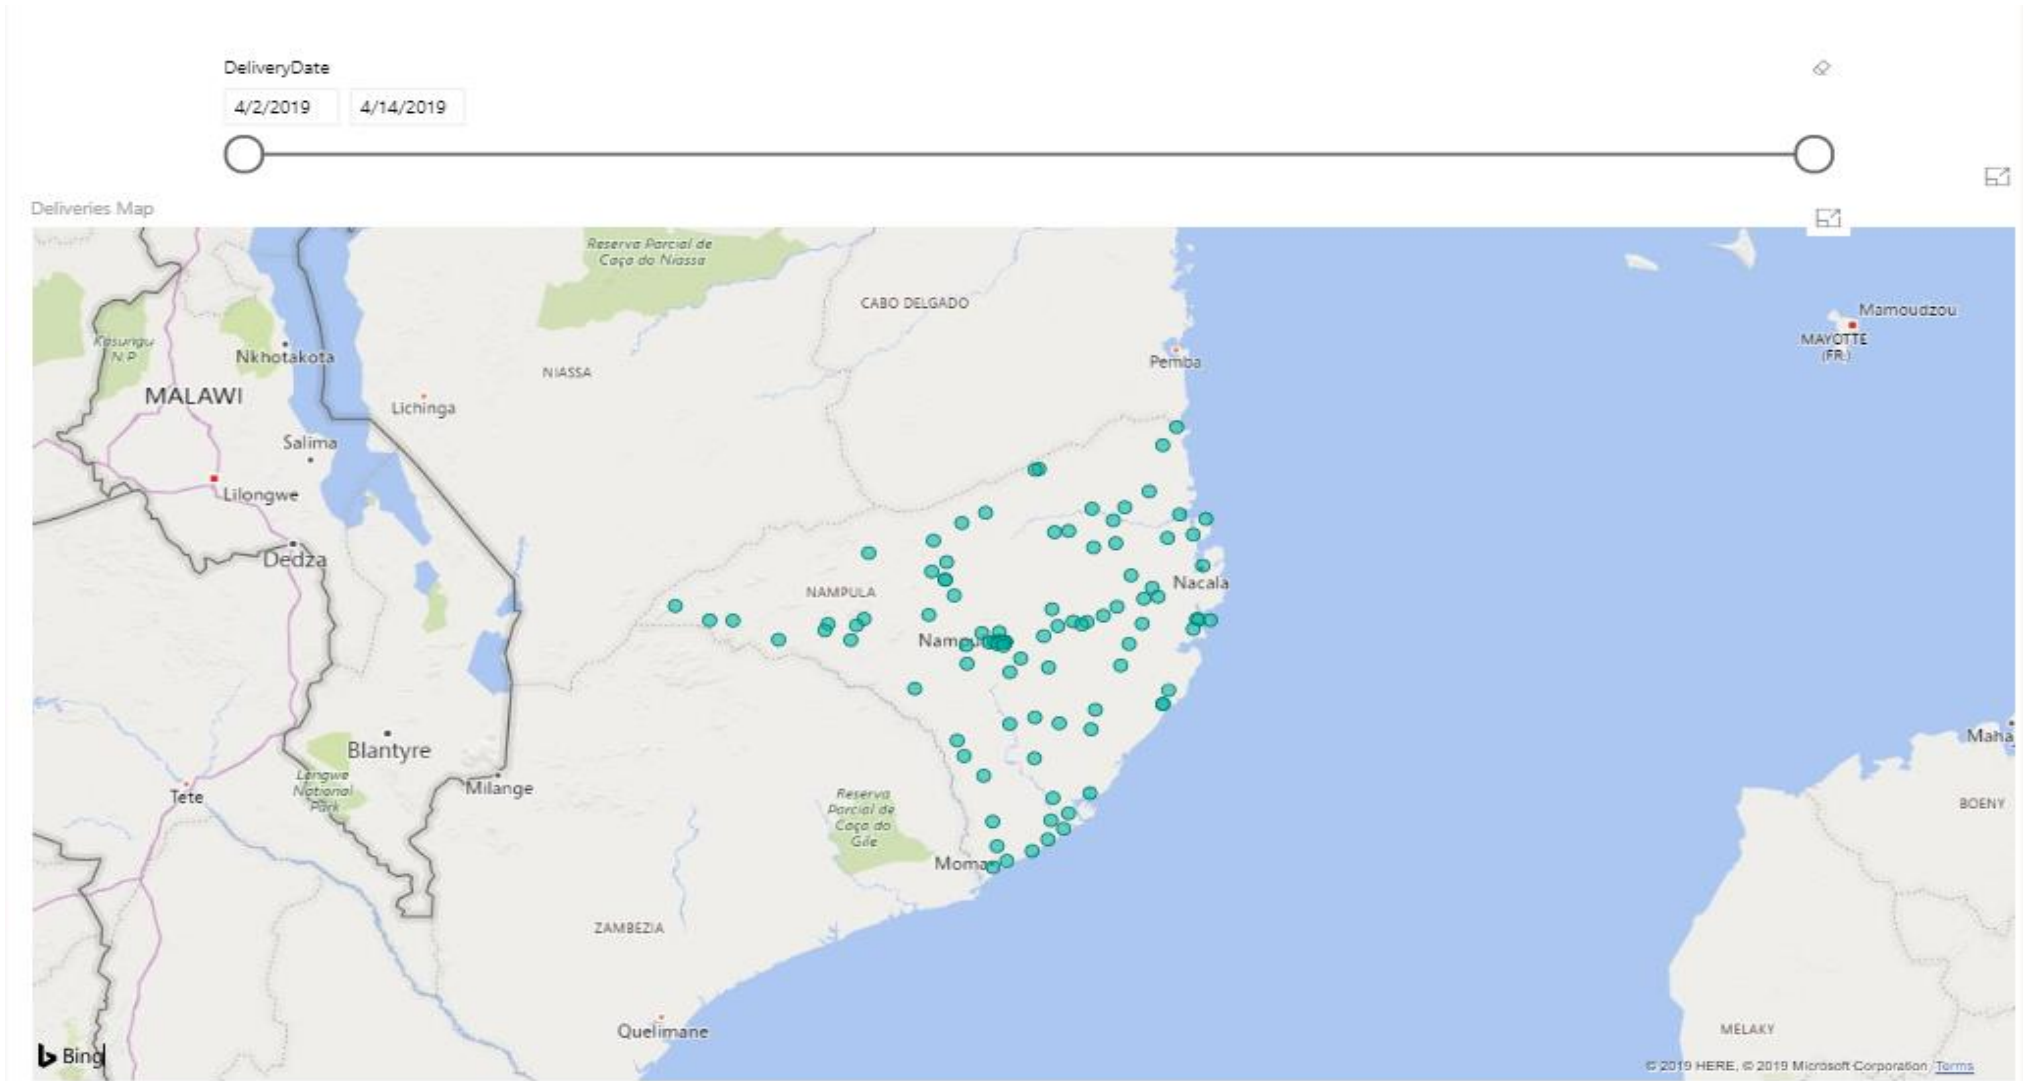 DeliveryDate
4/2/2019 4/14/2019
Deliveries Map
Reserva Parcial de
Caça do Niassa
CABO DELGADO
Mamoudzou
MAYOTTE
(FR.)
Kasungu
N.P.
Nkhotakota
Pemba
NIASSA
MALAWI
Lichinga
Salima
Lilongwe
Dedza
Nacala
NAMPULA
Maha
Blantyre
Lengwe
National
Park
Milange
Tete
Reserva
Parcial de
Caça do
Gile
BOENY
Moma
ZAMBEZIA
Quelimane
MELAKY
Bing
© 2019 HERE, © 2019 Microsoft Corporation Terms